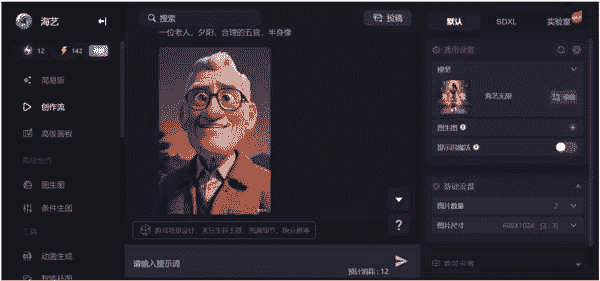 海艺
12
142
搜索
投稿
一位老人，夕阳，合理的五官，半身像
默认
SDXL
实验室
简易版
创作流
高级画板
图生图
条件生图
工具
动画生成
通用设置
模型
海艺无限
图生图
提示词魔法
基础设置
图片数量
2
图片尺寸
请输入提示词
预计消耗：12